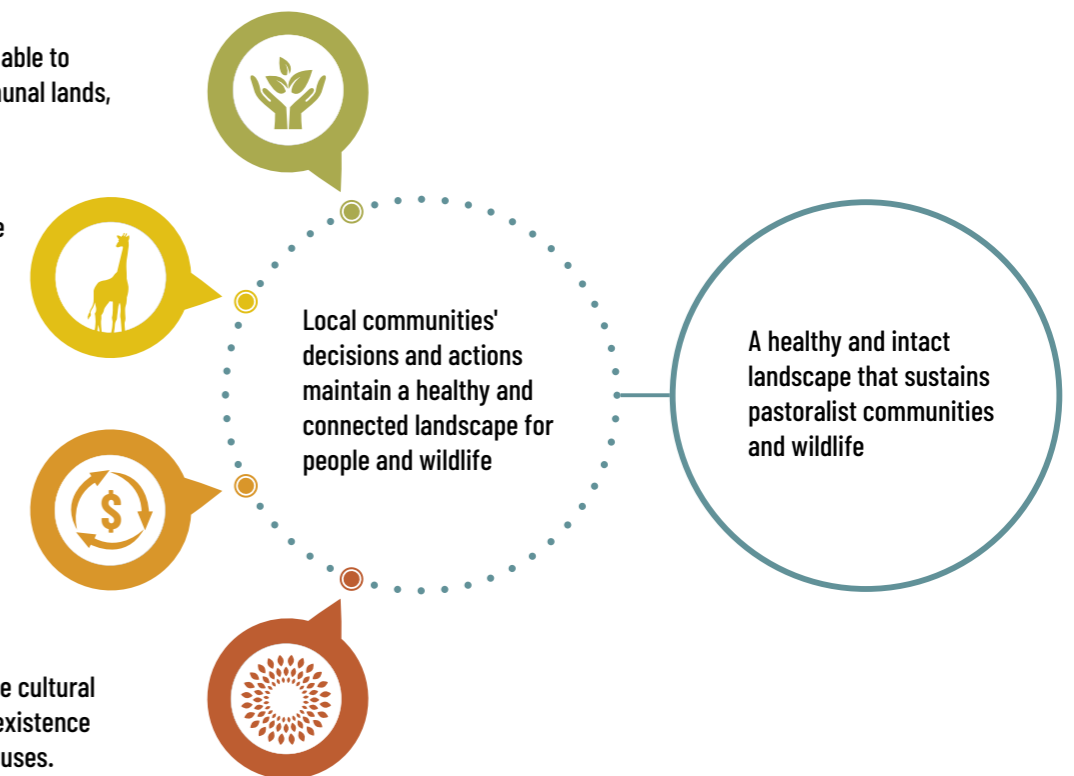 able to
unal lands,
e
Local communities'
decisions and actions
maintain a healthy and
connected landscape for
people and wildlife
A healthy and intact
landscape that sustains
pastoralist communities
and wildlife
$
e cultural
existence
uses.